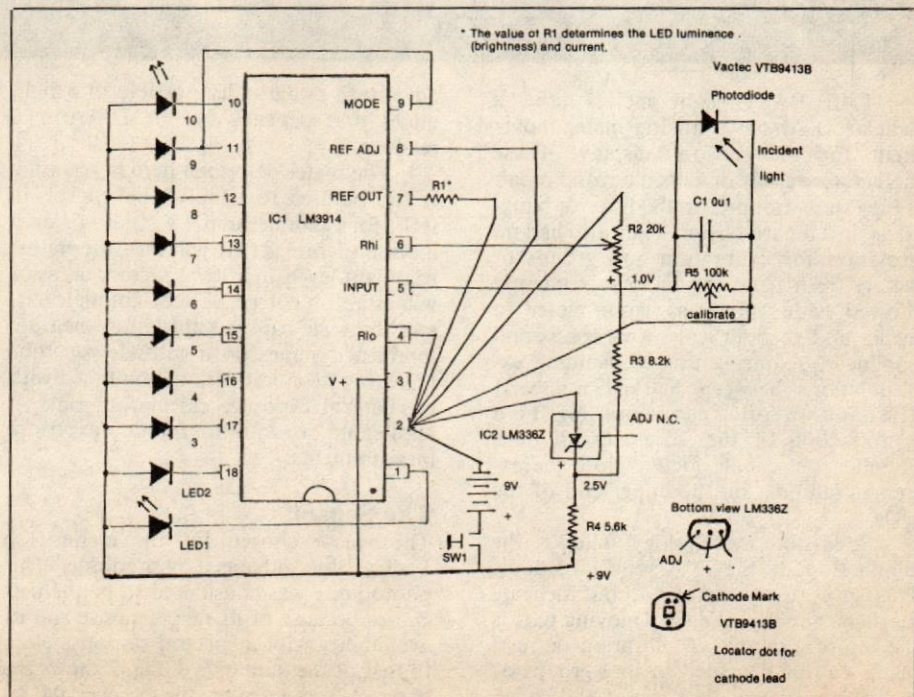 * The value of R1 determines the LED luminence .
(brightness) and current.
Vactec VTB9413B
Photodiode
Incident
light
10
10
MODE
9
9
11
REF ADJ
8
8
12
REF OUT
7
R1*
IC1 LM3914
C1 0u1
R2 20k
7
13
Rhi
6
+ 1.0V
R5 100k
6
14
INPUT
5
calibrate
5
15
Rlo
4
R3 8.2k
4
16
V+
3
ADJ N.C.
3
17
2
IC2 LM336Z
+
LED2
18
1
9V
+
2.5V
Bottom view LM336Z
LED1
SW1
R4 5.6k
ADJ
+
+9V
Cathode Mark
VTB9413B
Locator dot for
cathode lead